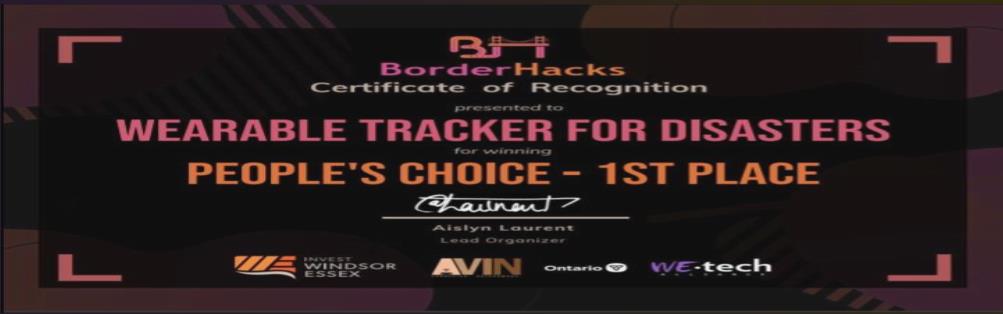 BH
BorderHacks
Certificate of Recognition
presented to
WEARABLE TRACKER FOR DISASTERS
for winning
PEOPLE'S CHOICE - 1ST PLACE
Aislyn Laurent
Lead Organizer
INVEST
WINDSOR
ESSEX
AVIN
Ontario
WE-tech
ALLIANCE